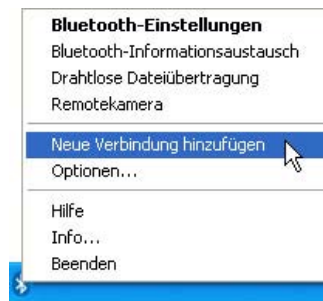 Bluetooth-Einstellungen
Bluetooth-Informationsaustausch
Drahtlose Dateiübertragung
Remotekamera
Neue Verbindung hinzufügen
Optionen...
Hilfe
Info...
Beenden